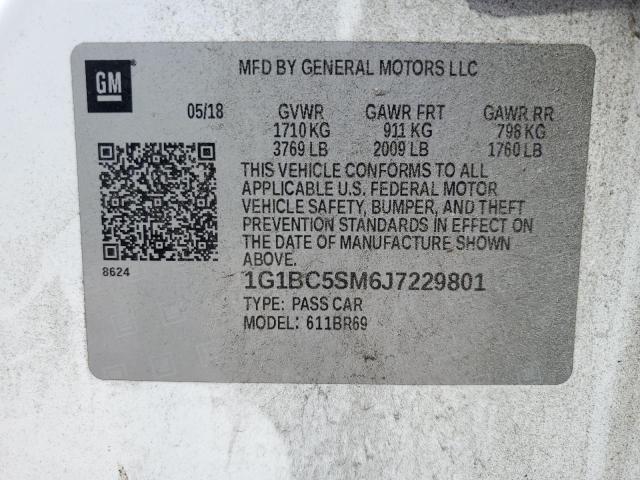 GM
MFD BY GENERAL MOTORS LLC
05/18 GVWR GAWR FRT GAWR RR
1710 KG 911 KG 798 KG
3769 LB 2009 LB 1760 LB
THIS VEHICLE CONFORMS TO ALL
APPLICABLE U.S. FEDERAL MOTOR
VEHICLE SAFETY, BUMPER, AND THEFT
PREVENTION STANDARDS IN EFFECT ON
THE DATE OF MANUFACTURE SHOWN
ABOVE.
8624
1G1BC5SM6J7229801
TYPE: PASS CAR
MODEL: 611BR69